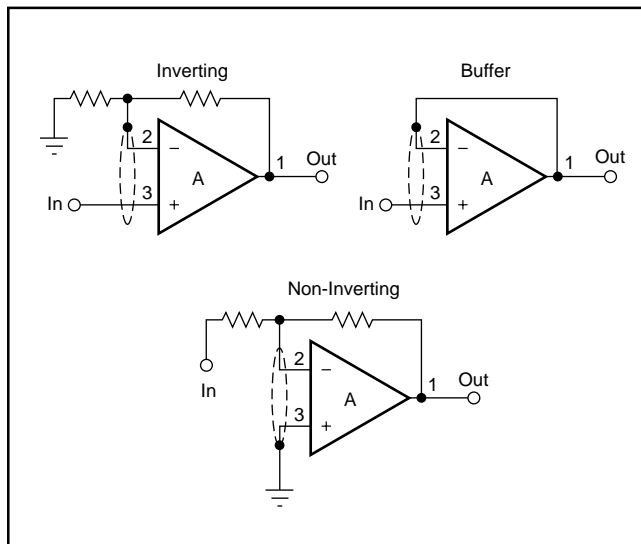 Inverting
2
−
A
1
Out
In
3
+
Buffer
2
−
A
1
Out
In
3
+
Non-Inverting
2
−
A
1
Out
In
3
+